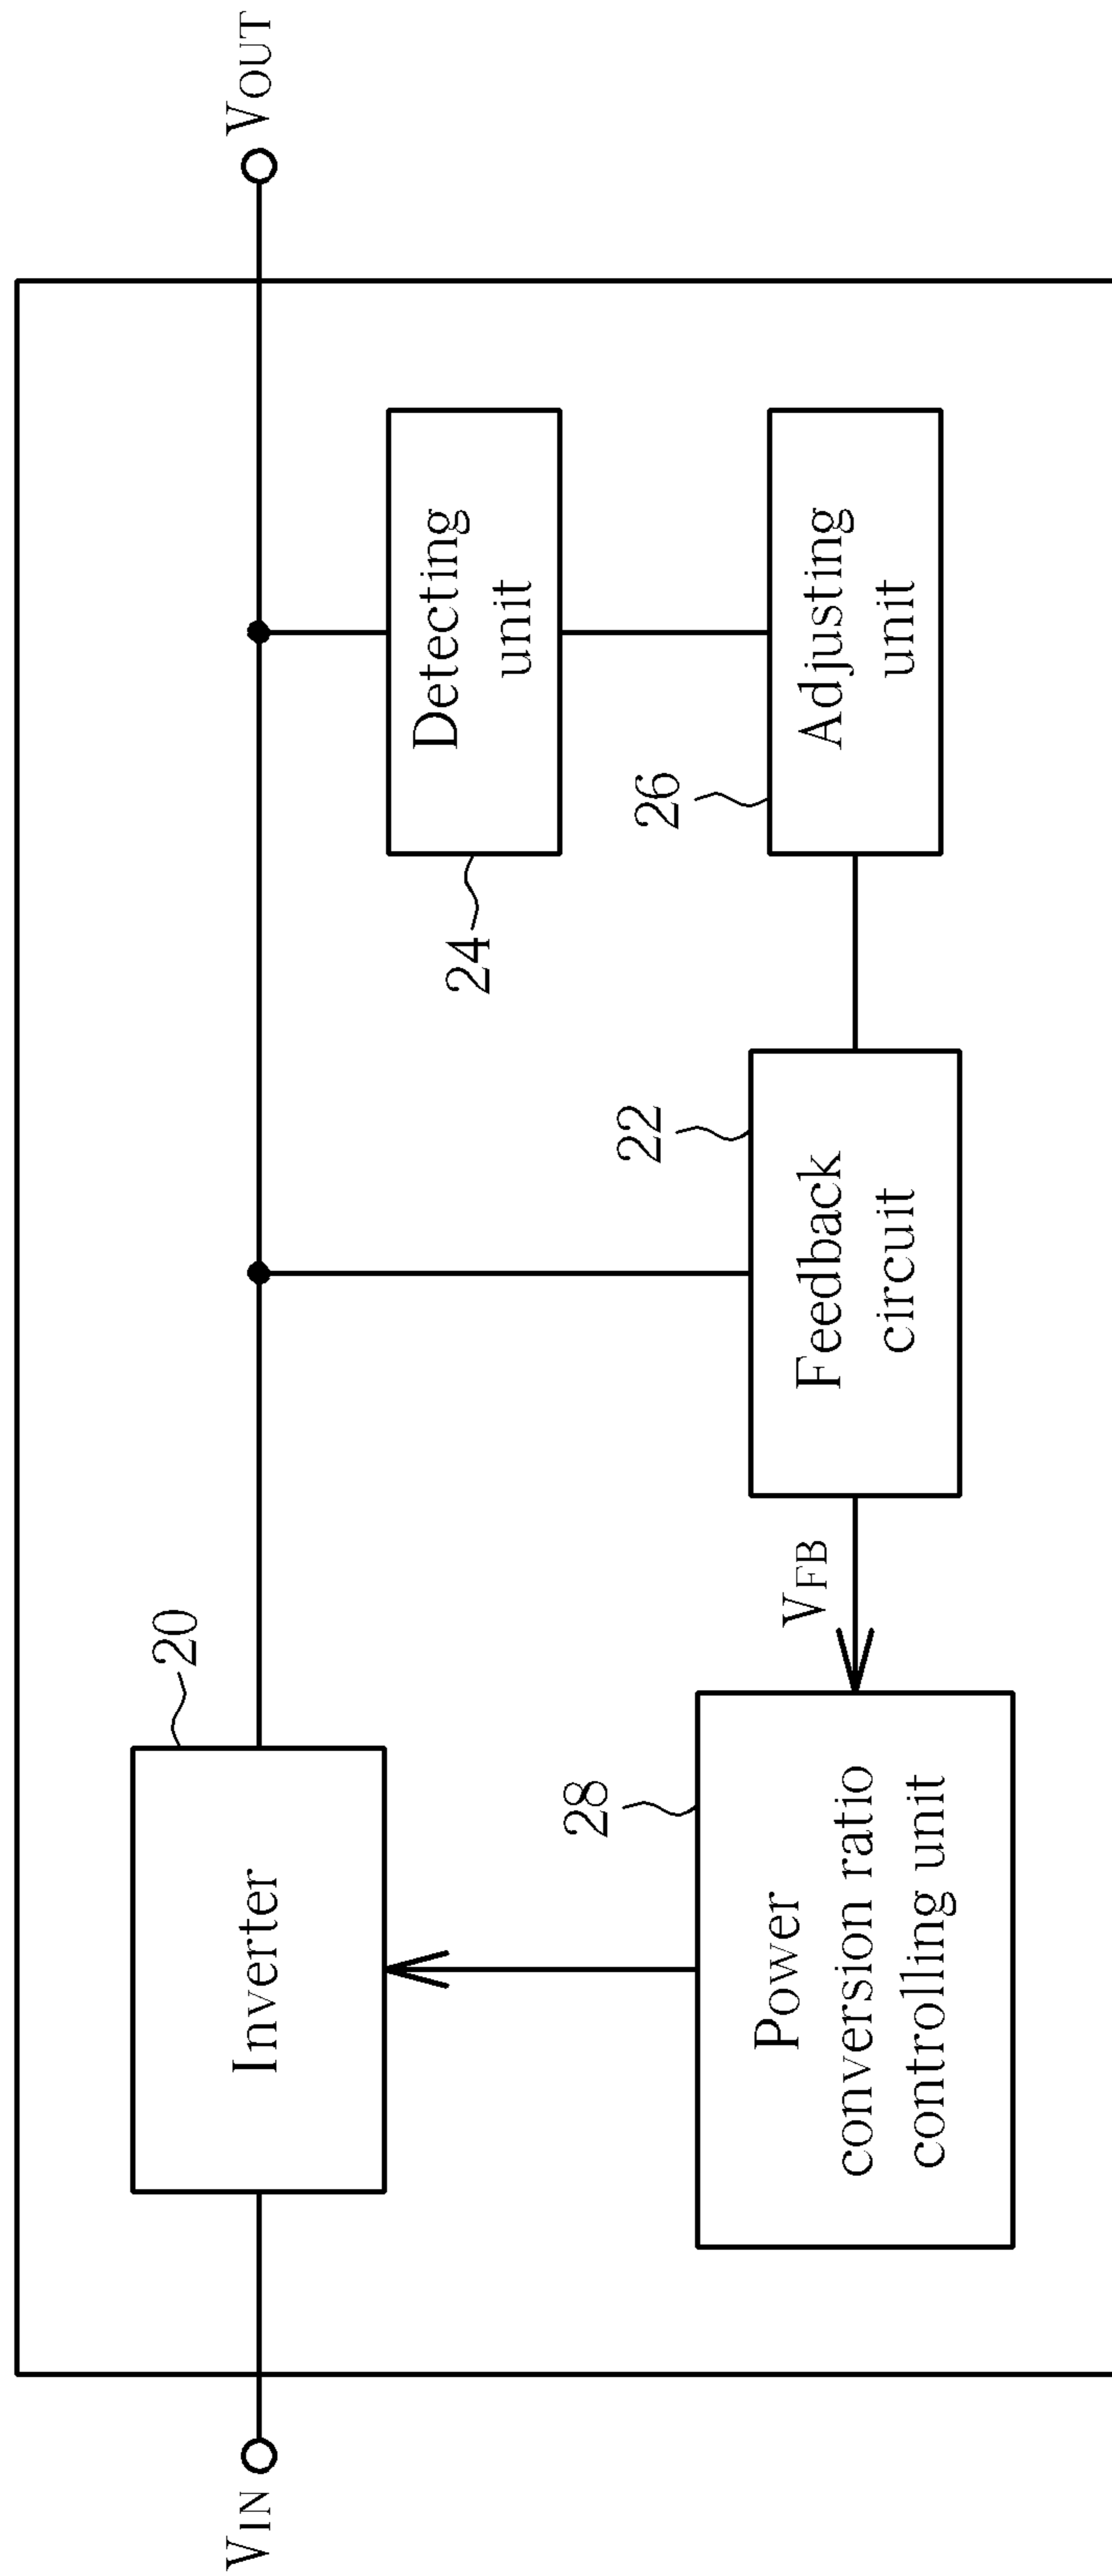 VIN
VOUT
20
Inverter
Detecting
unit
24
26
Adjusting
unit
22
Feedback
circuit
VFB
28
Power
conversion ratio
controlling unit